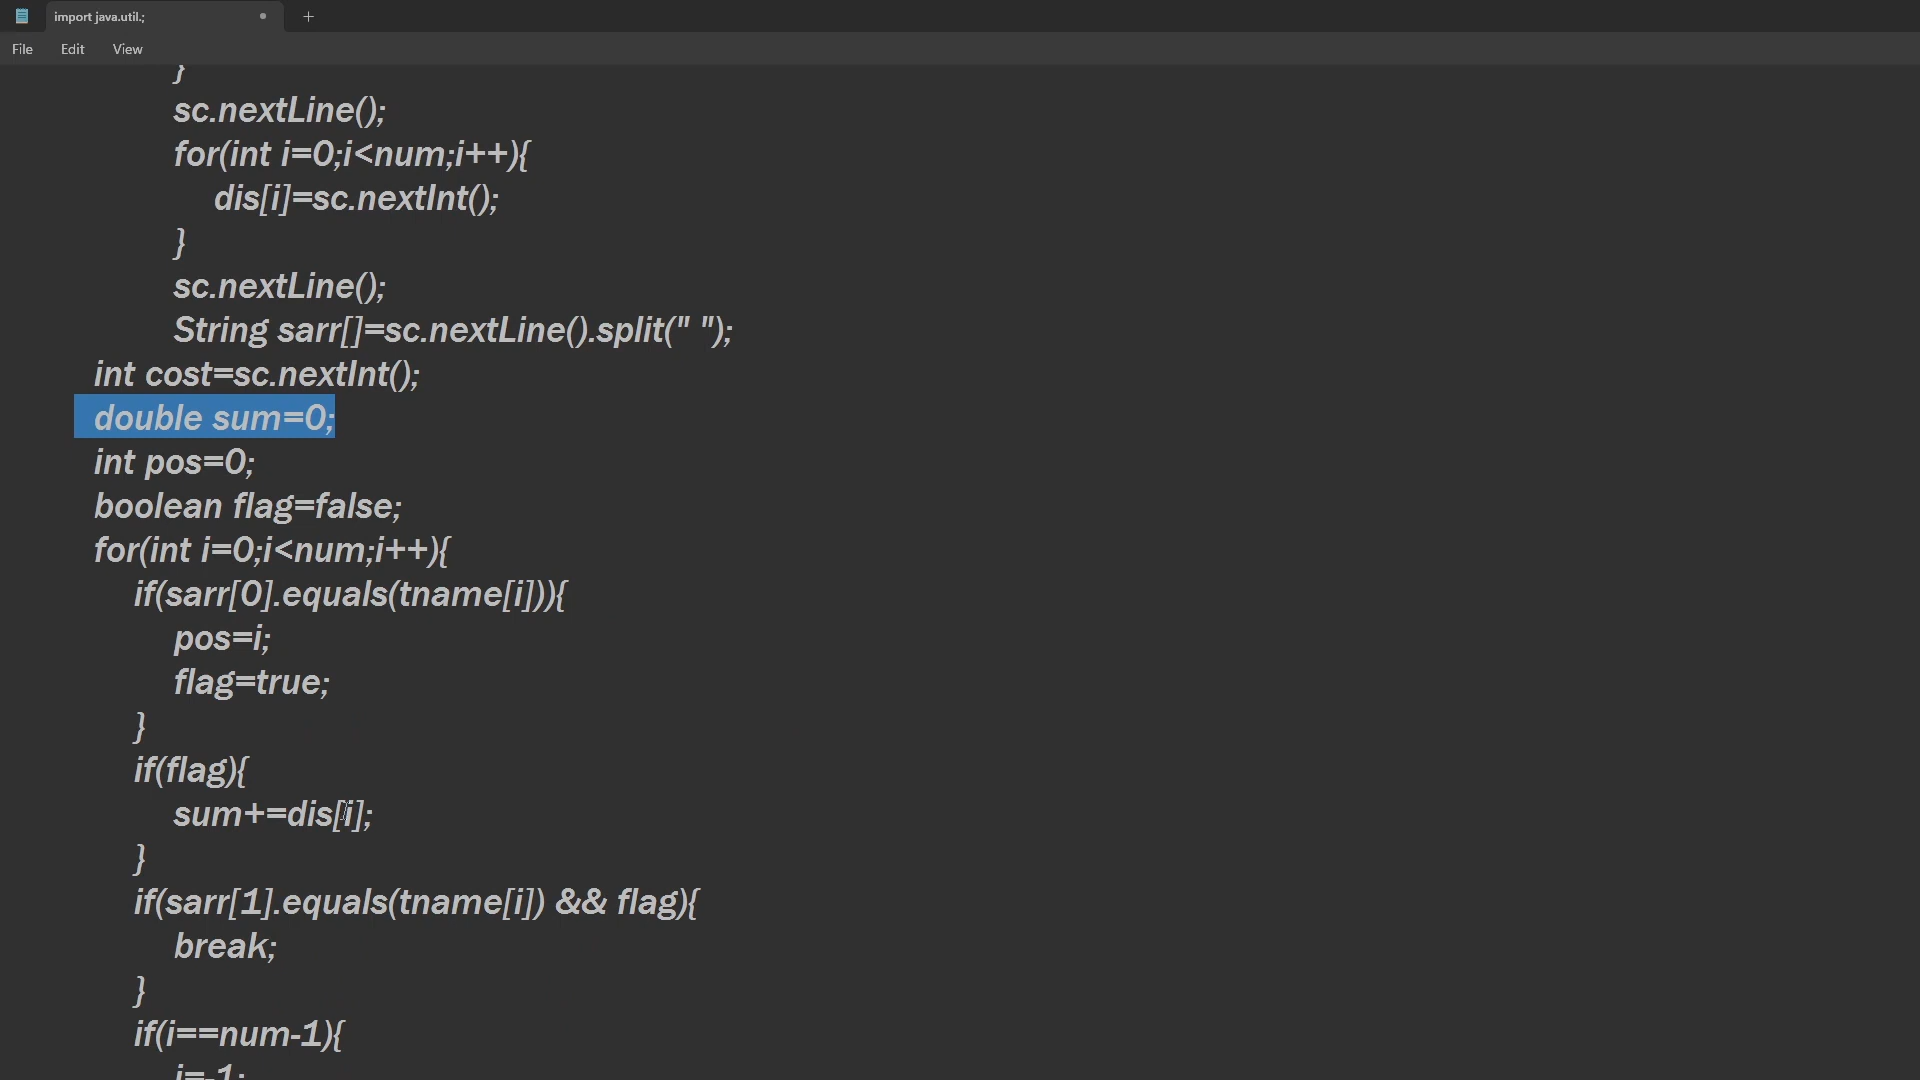 import java.util.;
File Edit View
}
sc.nextLine();
for(int i=0;i<num;i++){
dis[i]=sc.nextInt();
}
sc.nextLine();
String sarr[]=sc.nextLine().split(" ");
int cost=sc.nextInt();
double sum=0;
int pos=0;
boolean flag=false;
for(int i=0;i<num;i++){
if(sarr[0].equals(tname[i])){
pos=i;
flag=true;
}
if(flag){
sum+=dis[i];
}
if(sarr[1].equals(tname[i]) && flag){
break;
}
if(i==num-1){
i=-1;